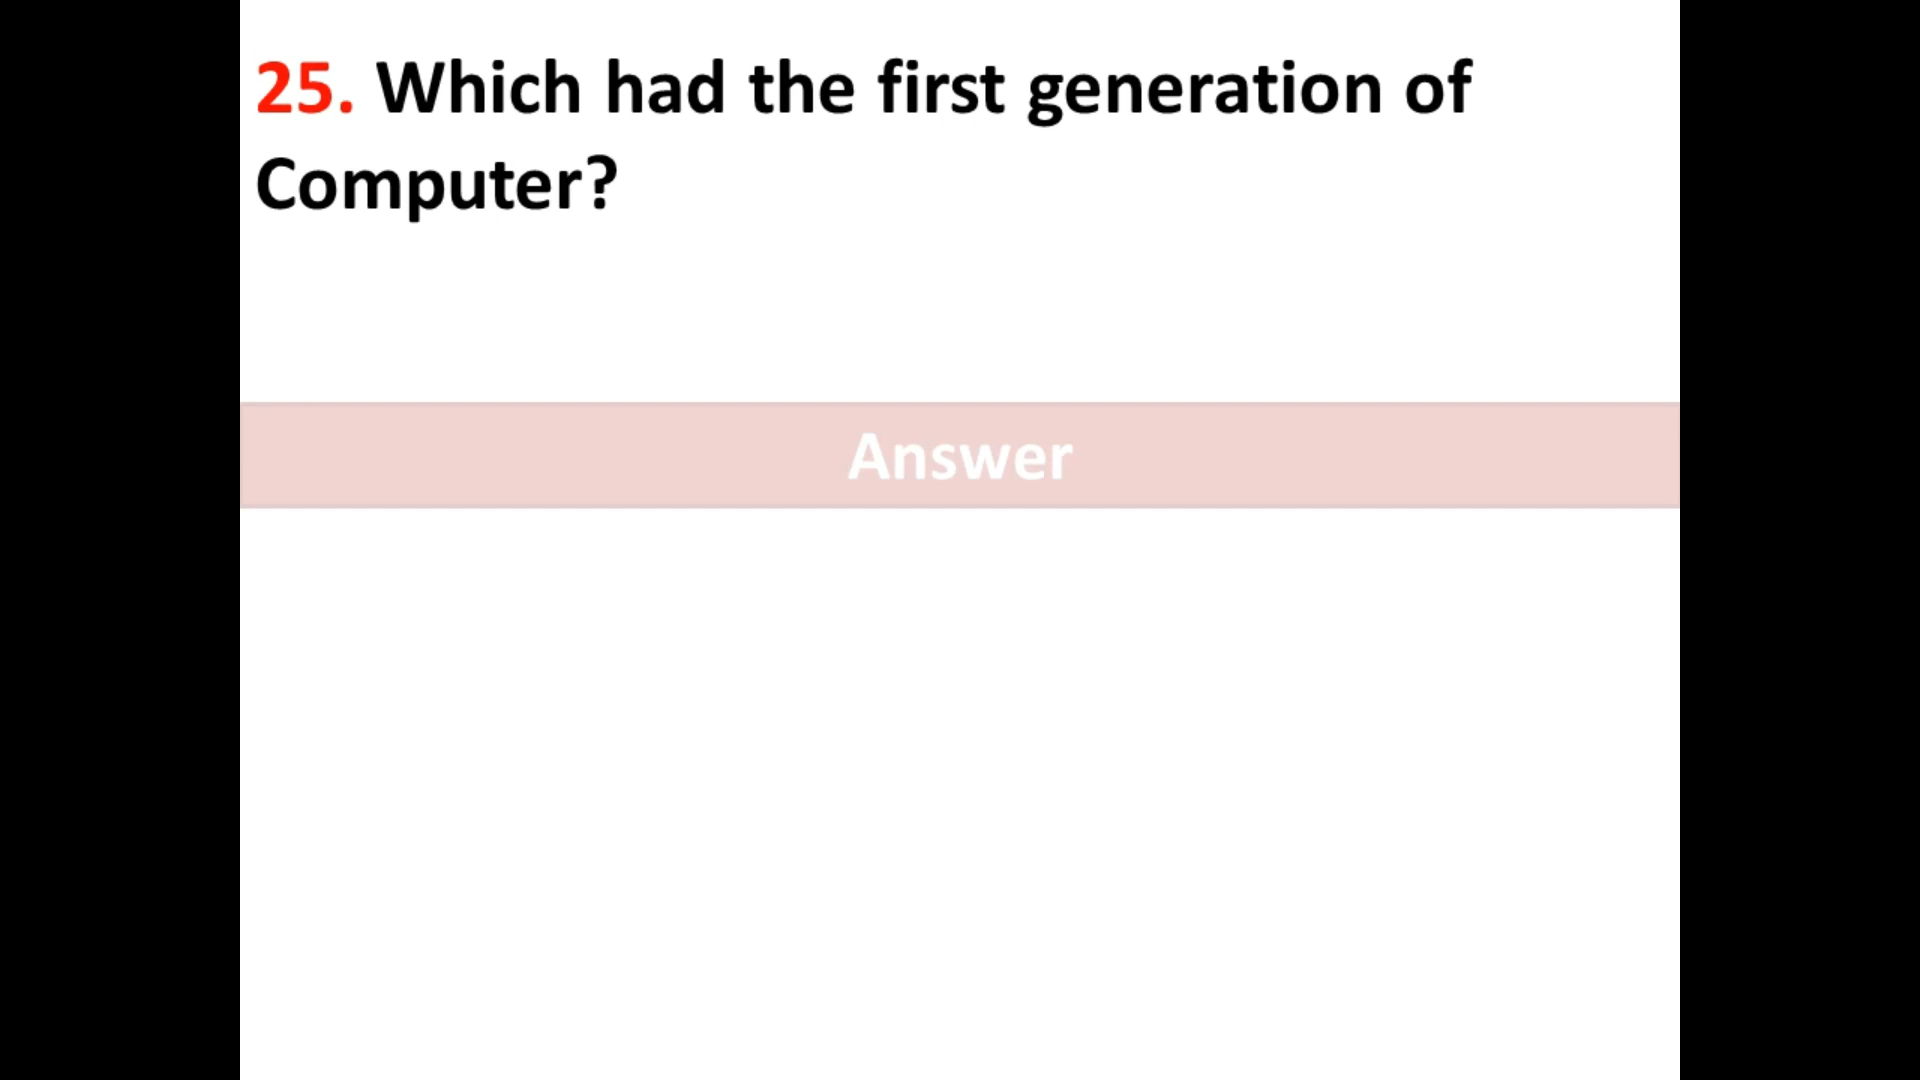 25. Which had the first generation of
Computer?
Answer